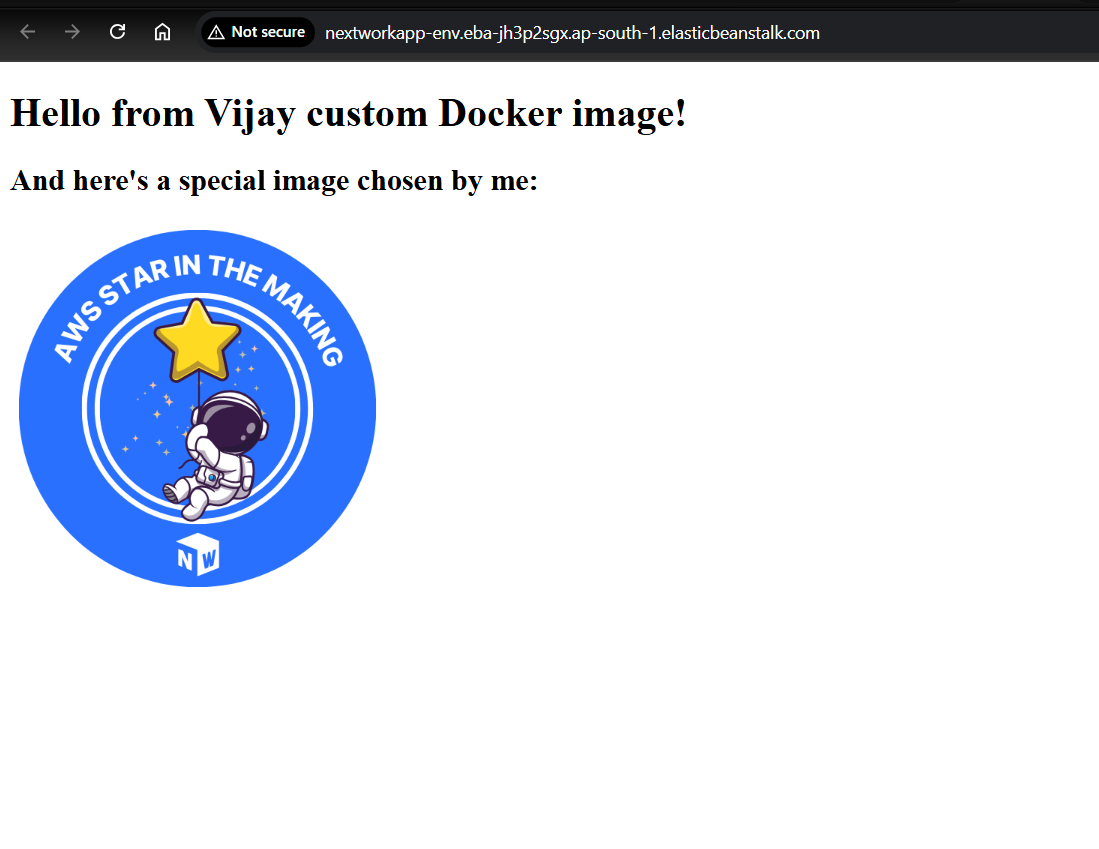 Not secure nextworkapp-env.eba-jh3p2sgx.ap-south-1.elasticbeanstalk.com
Hello from Vijay custom Docker image!
And here's a special image chosen by me:
AWS STAR IN THE MAKING
NW